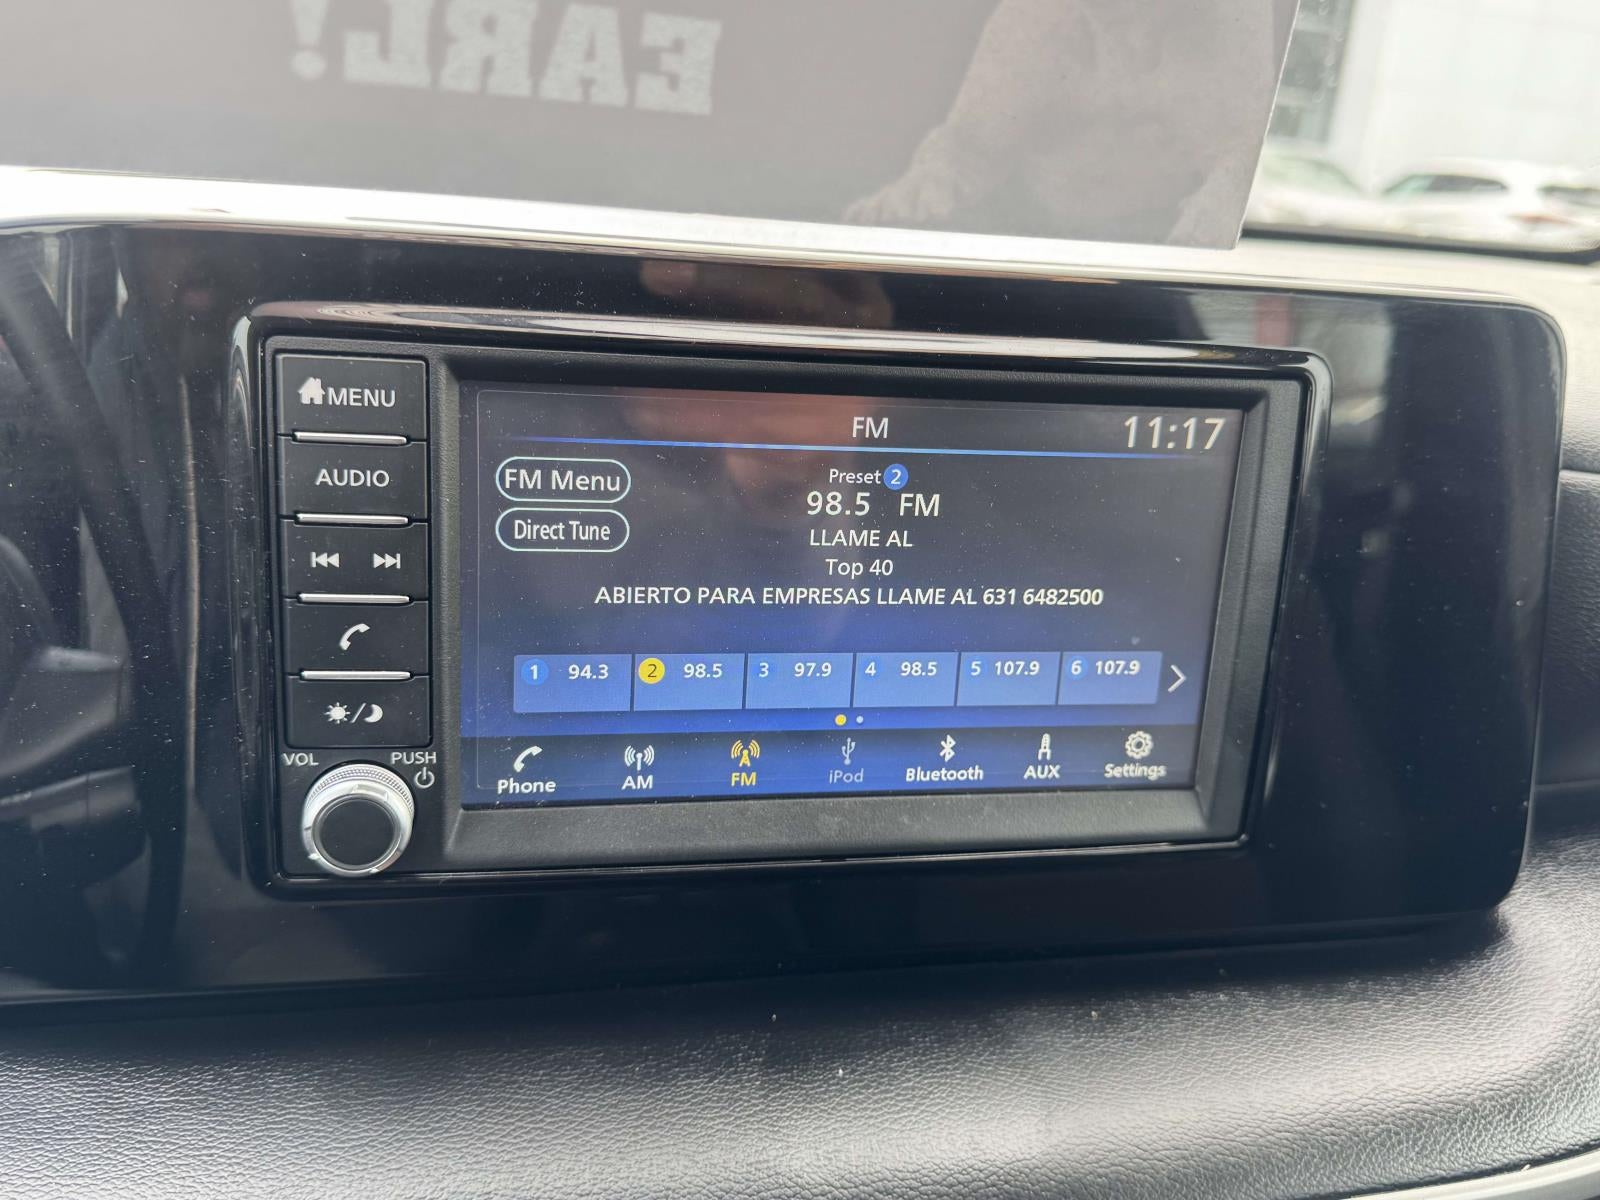 EARL!
MENU
AUDIO
VOL
PUSH
FM 11:17
FM Menu
Direct Tune
Preset 2
98.5 FM
LLAME AL
Top 40
ABIERTO PARA EMPRESAS LLAME AL 631 6482500
1 94.3 2 98.5 3 97.9 4 98.5 5 107.9 6 107.9
Phone AM FM iPod Bluetooth AUX Settings